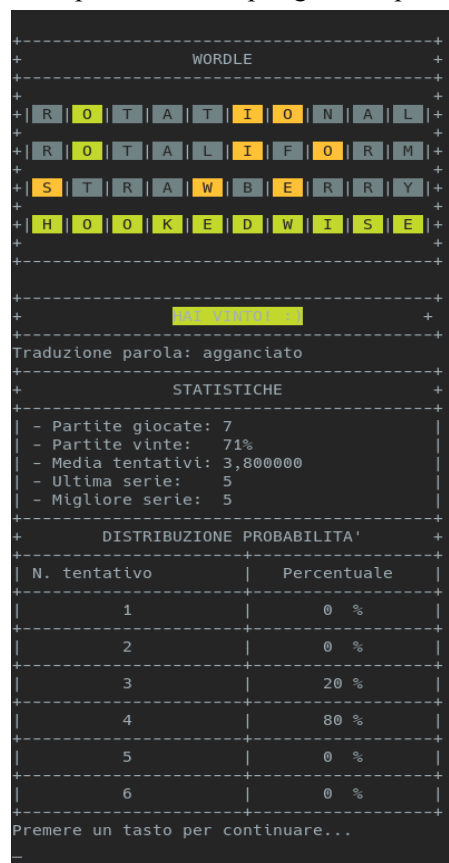 WORDLE
R O T A T I O N A L
R O T A L I F O R M
S T R A W B E R R Y
H O O K E D W I S E
HAI VINTO! :)
Traduzione parola: agganciato
STATISTICHE
- Partite giocate: 7
- Partite vinte: 71%
- Media tentativi: 3,800000
- Ultima serie: 5
- Migliore serie: 5
DISTRIBUZIONE PROBABILITA'
N. tentativo | Percentuale
1 | 0 %
2 | 0 %
3 | 20 %
4 | 80 %
5 | 0 %
6 | 0 %
Premere un tasto per continuare...
_